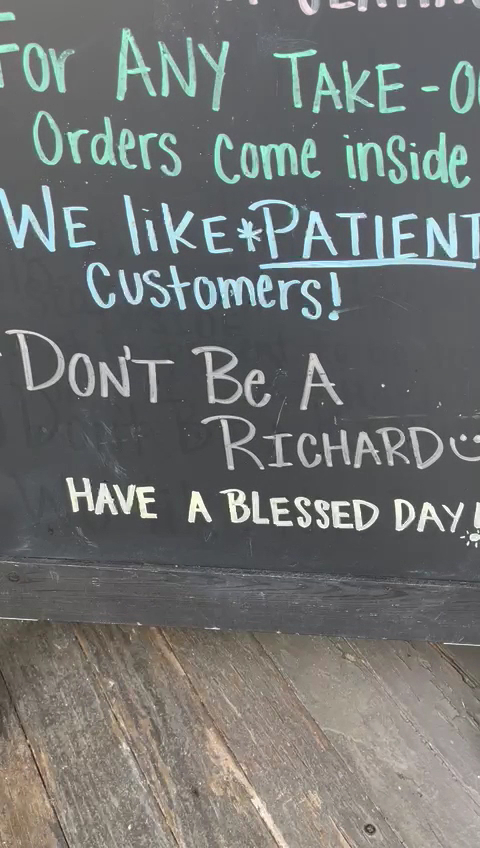 For ANY TAKE-O
Orders come inside
WE like *PATIENT
Customers!
DON'T Be A
RICHARD
HAVE A BLESSED DAY!